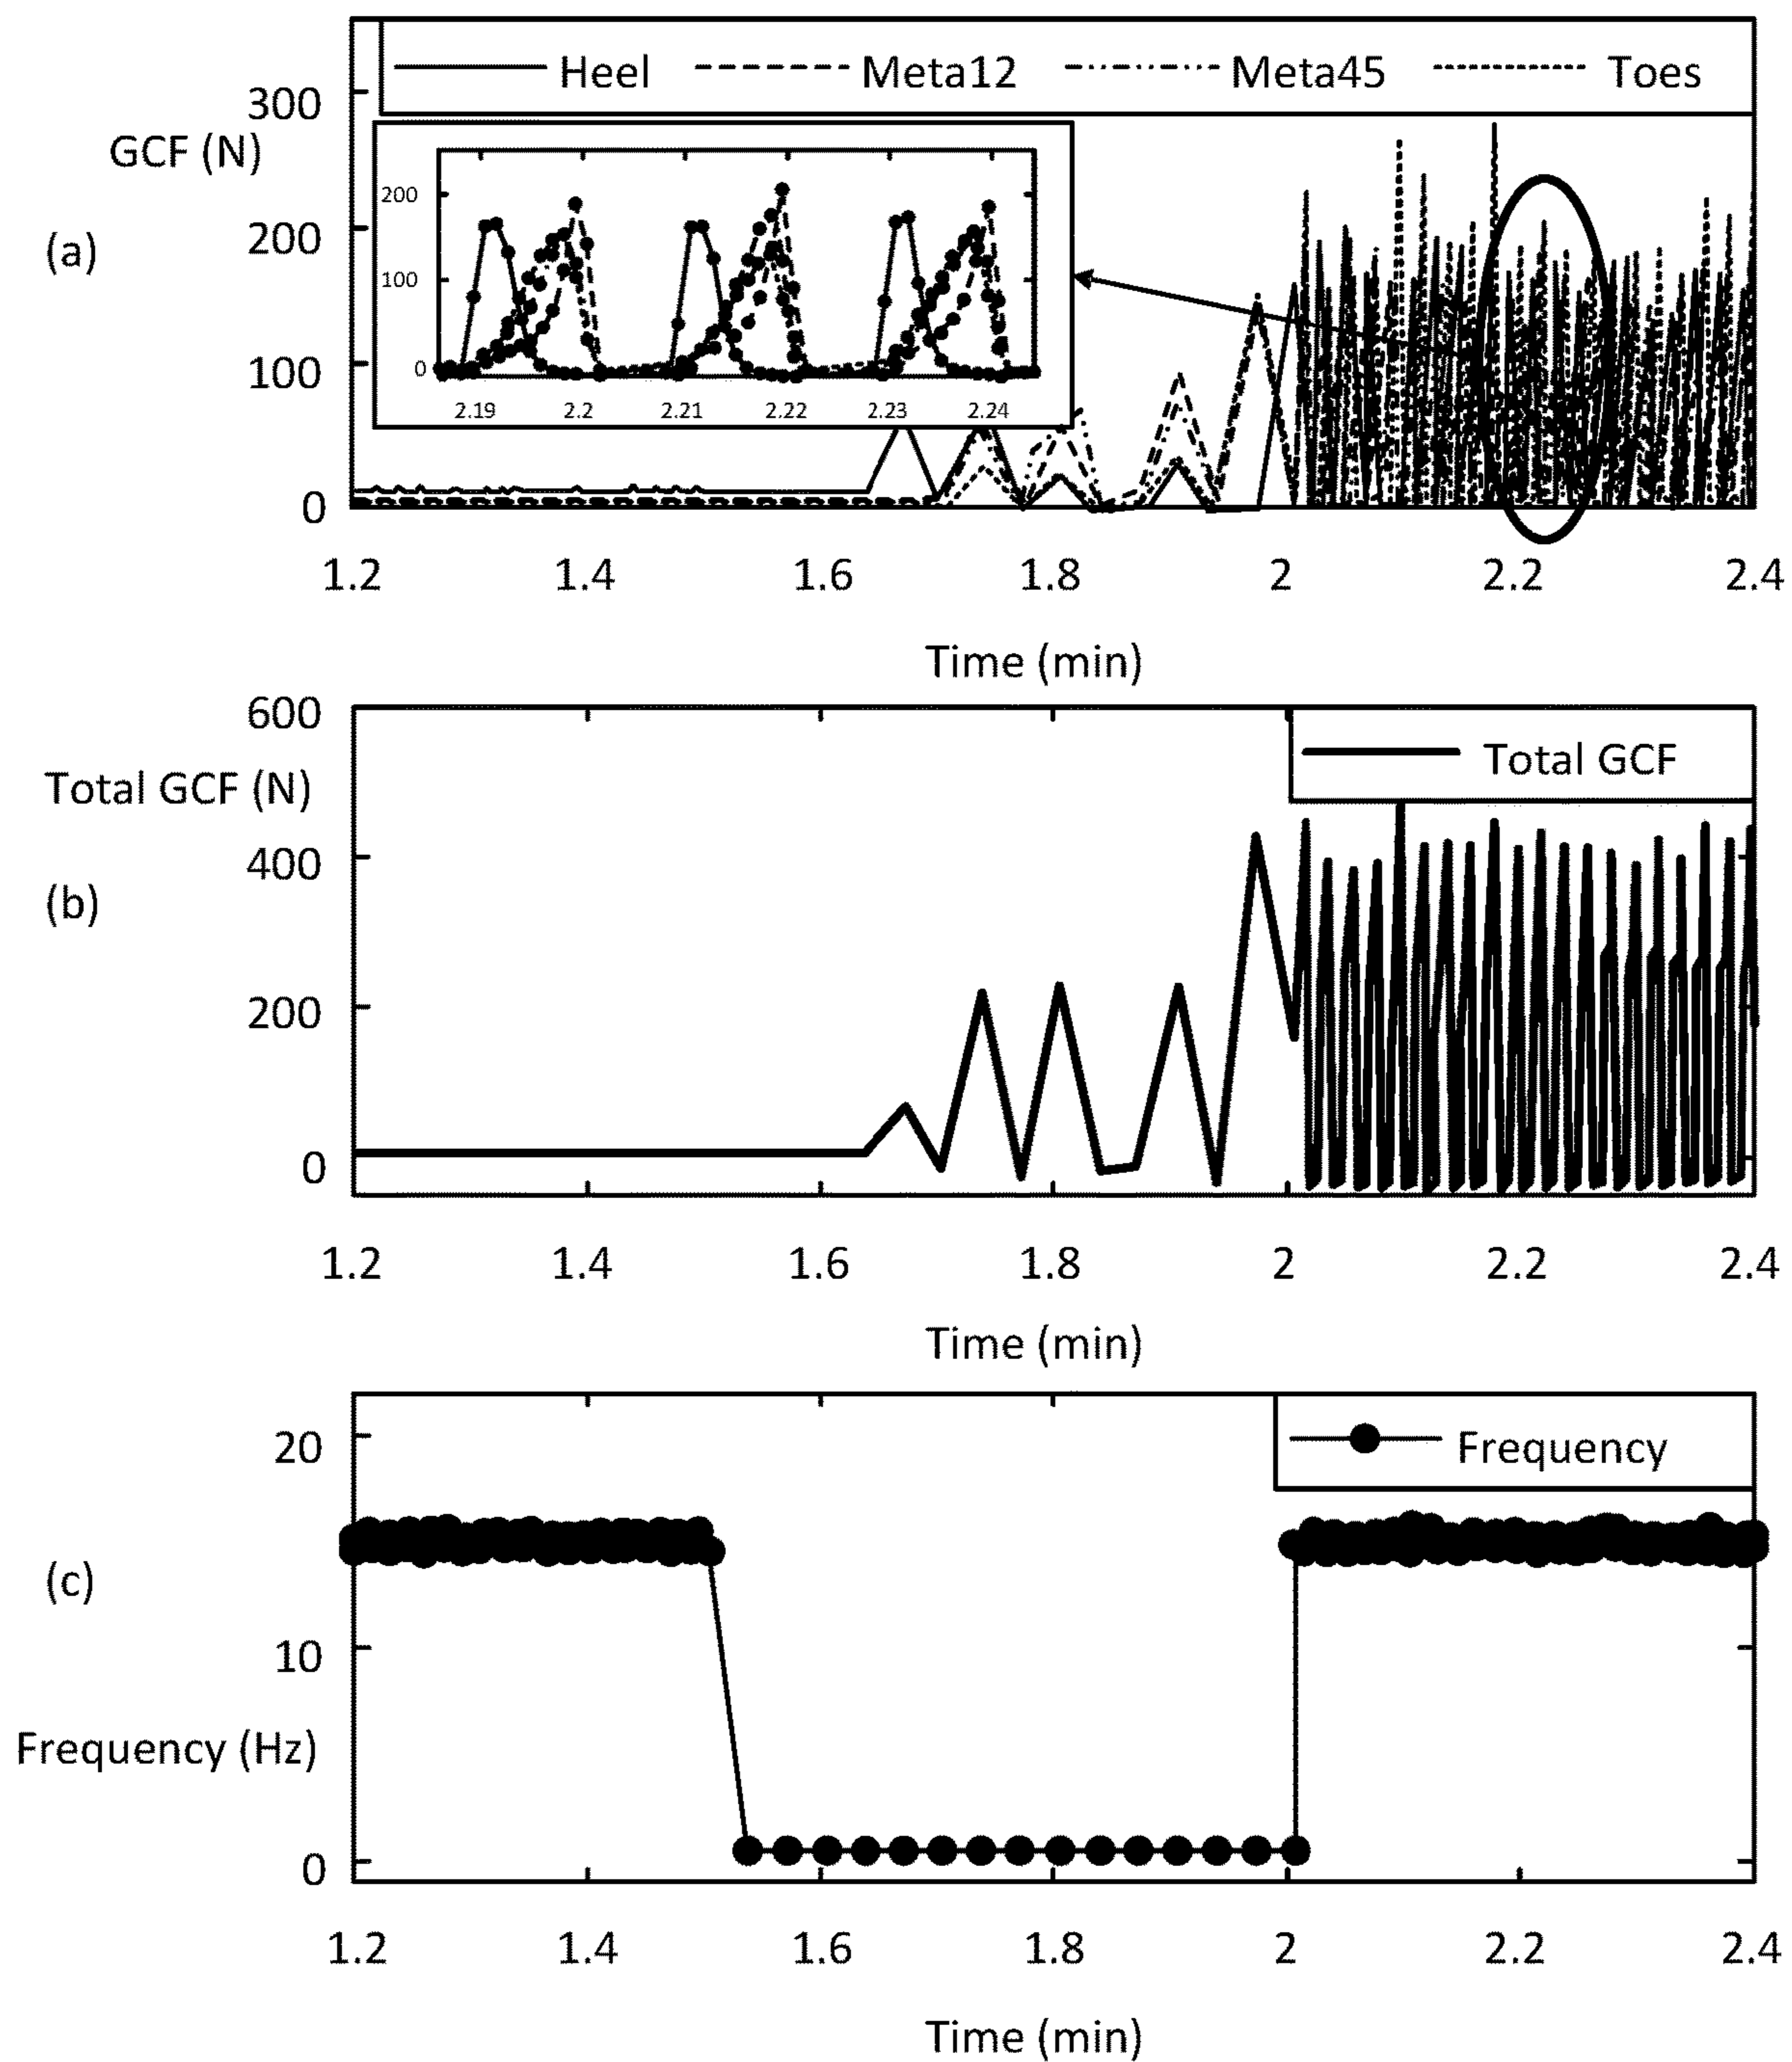 Heel Meta12 Meta45 Toes
300
GCF (N)
200
(a)
100
0
200
100
0
2.19 2.2 2.21 2.22 2.23 2.24
1.2 1.4 1.6 1.8 2 2.2 2.4
Time (min)
600
Total GCF
Total GCF (N)
400
(b)
200
0
1.2 1.4 1.6 1.8 2 2.2 2.4
Time (min)
20
Frequency
(c)
10
Frequency (Hz)
0
1.2 1.4 1.6 1.8 2 2.2 2.4
Time (min)